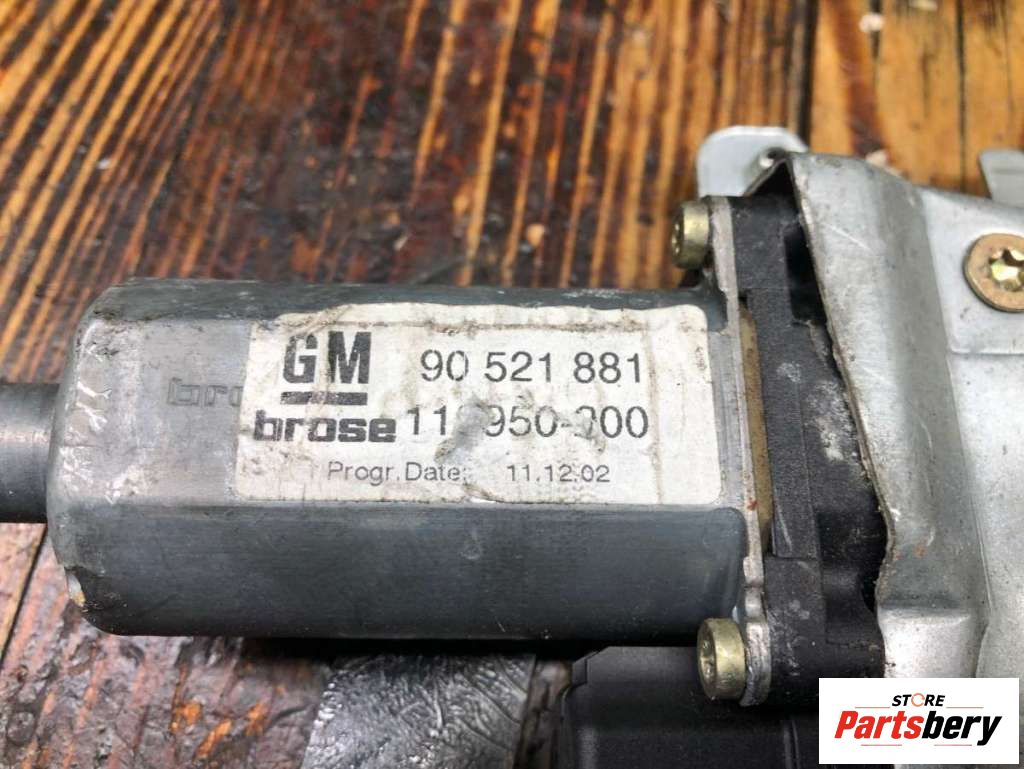 GM 90 521 881
brose
Progr.Date: 11.12.02
STORE
Partsbery